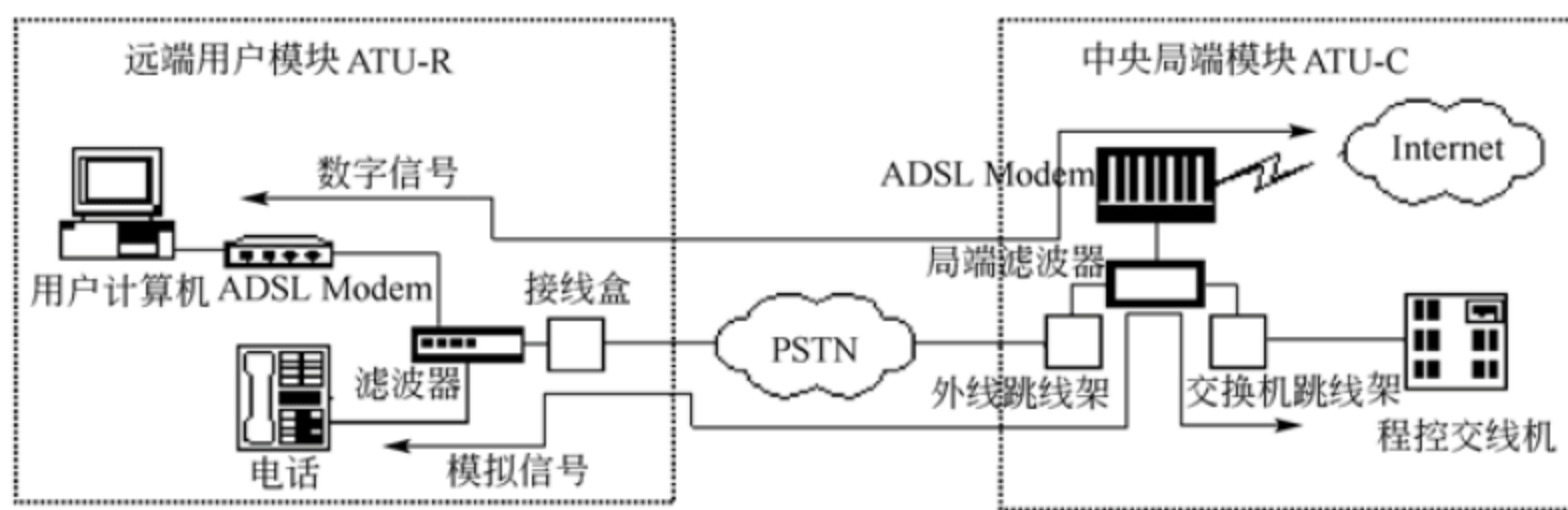 远端用户模块 ATU-R
中央局端模块 ATU-C
数字信号
ADSL Modem
Internet
用户计算机
ADSL Modem
接线盒
局端滤波器
PSTN
滤波器
外线跳线架
交换机跳线架
程控交线机
电话
模拟信号